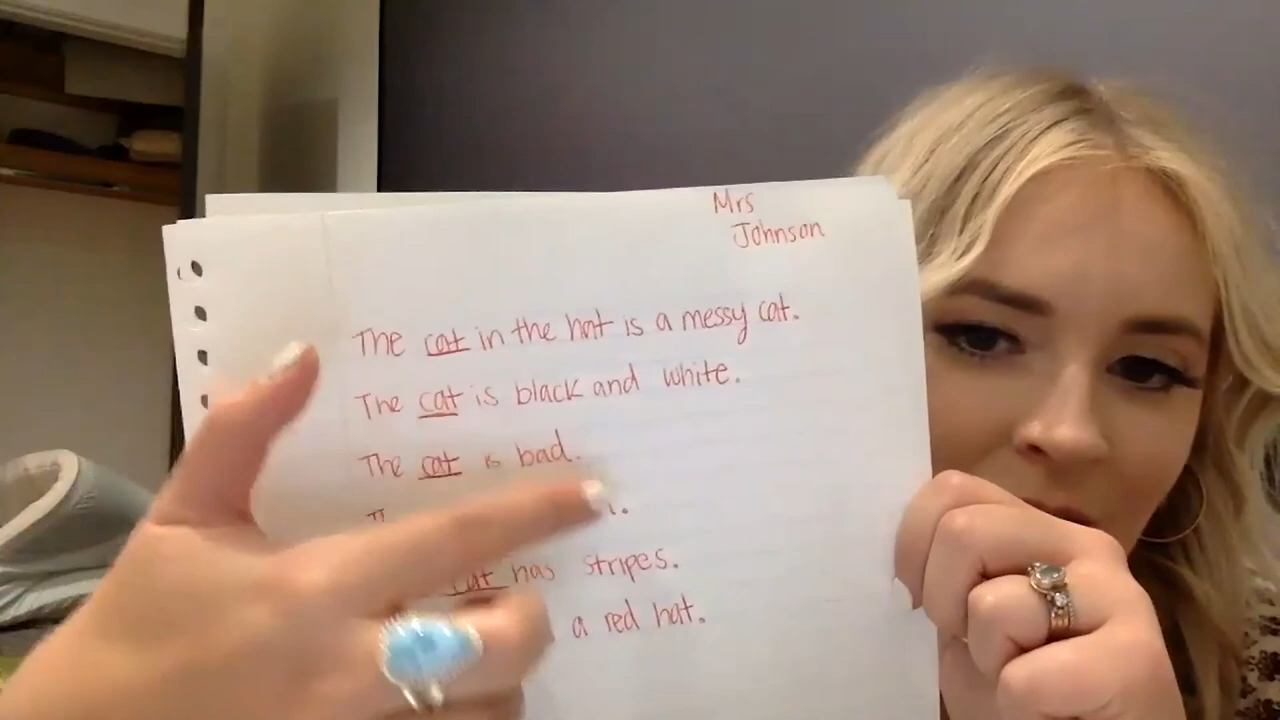 Mrs
Johnson
The cat in the hat is a messy cat.
The cat is black and white.
The cat is bad.
cat has stripes.
a red hat.